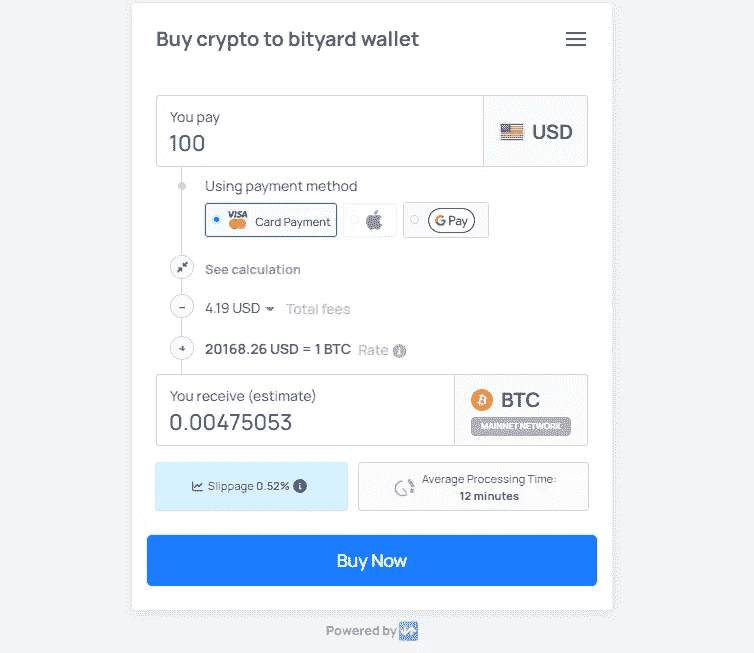 Buy crypto to bityard wallet
You pay
100
USD
Using payment method
VISA
Card Payment
G Pay
See calculation
4.19 USD
Total fees
20168.26 USD = 1 BTC Rate
You receive (estimate)
0.00475053
BTC
MAINNET NETWORK
Slippage 0.52%
Average Processing Time:
12 minutes
Buy Now
Powered by